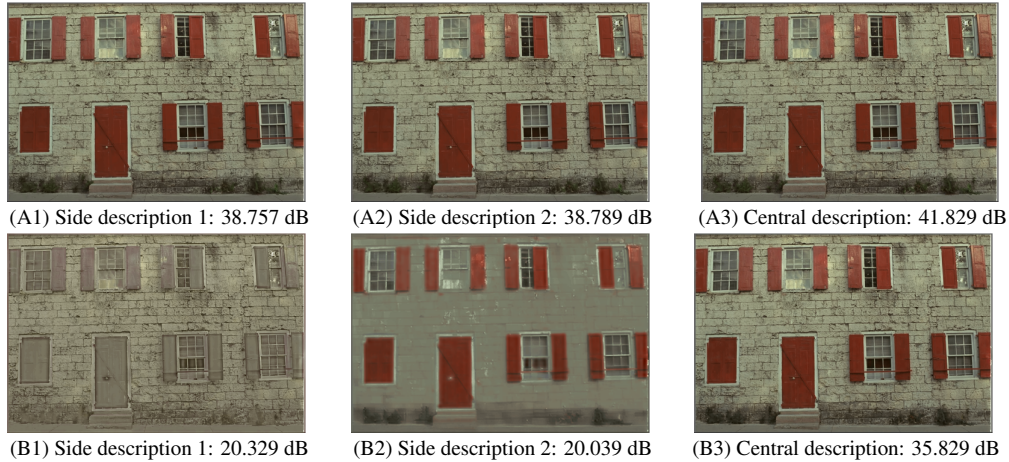 (A1) Side description 1: 38.757 dB
(A2) Side description 2: 38.789 dB
(A3) Central description: 41.829 dB
(B1) Side description 1: 20.329 dB
(B2) Side description 2: 20.039 dB
(B3) Central description: 35.829 dB